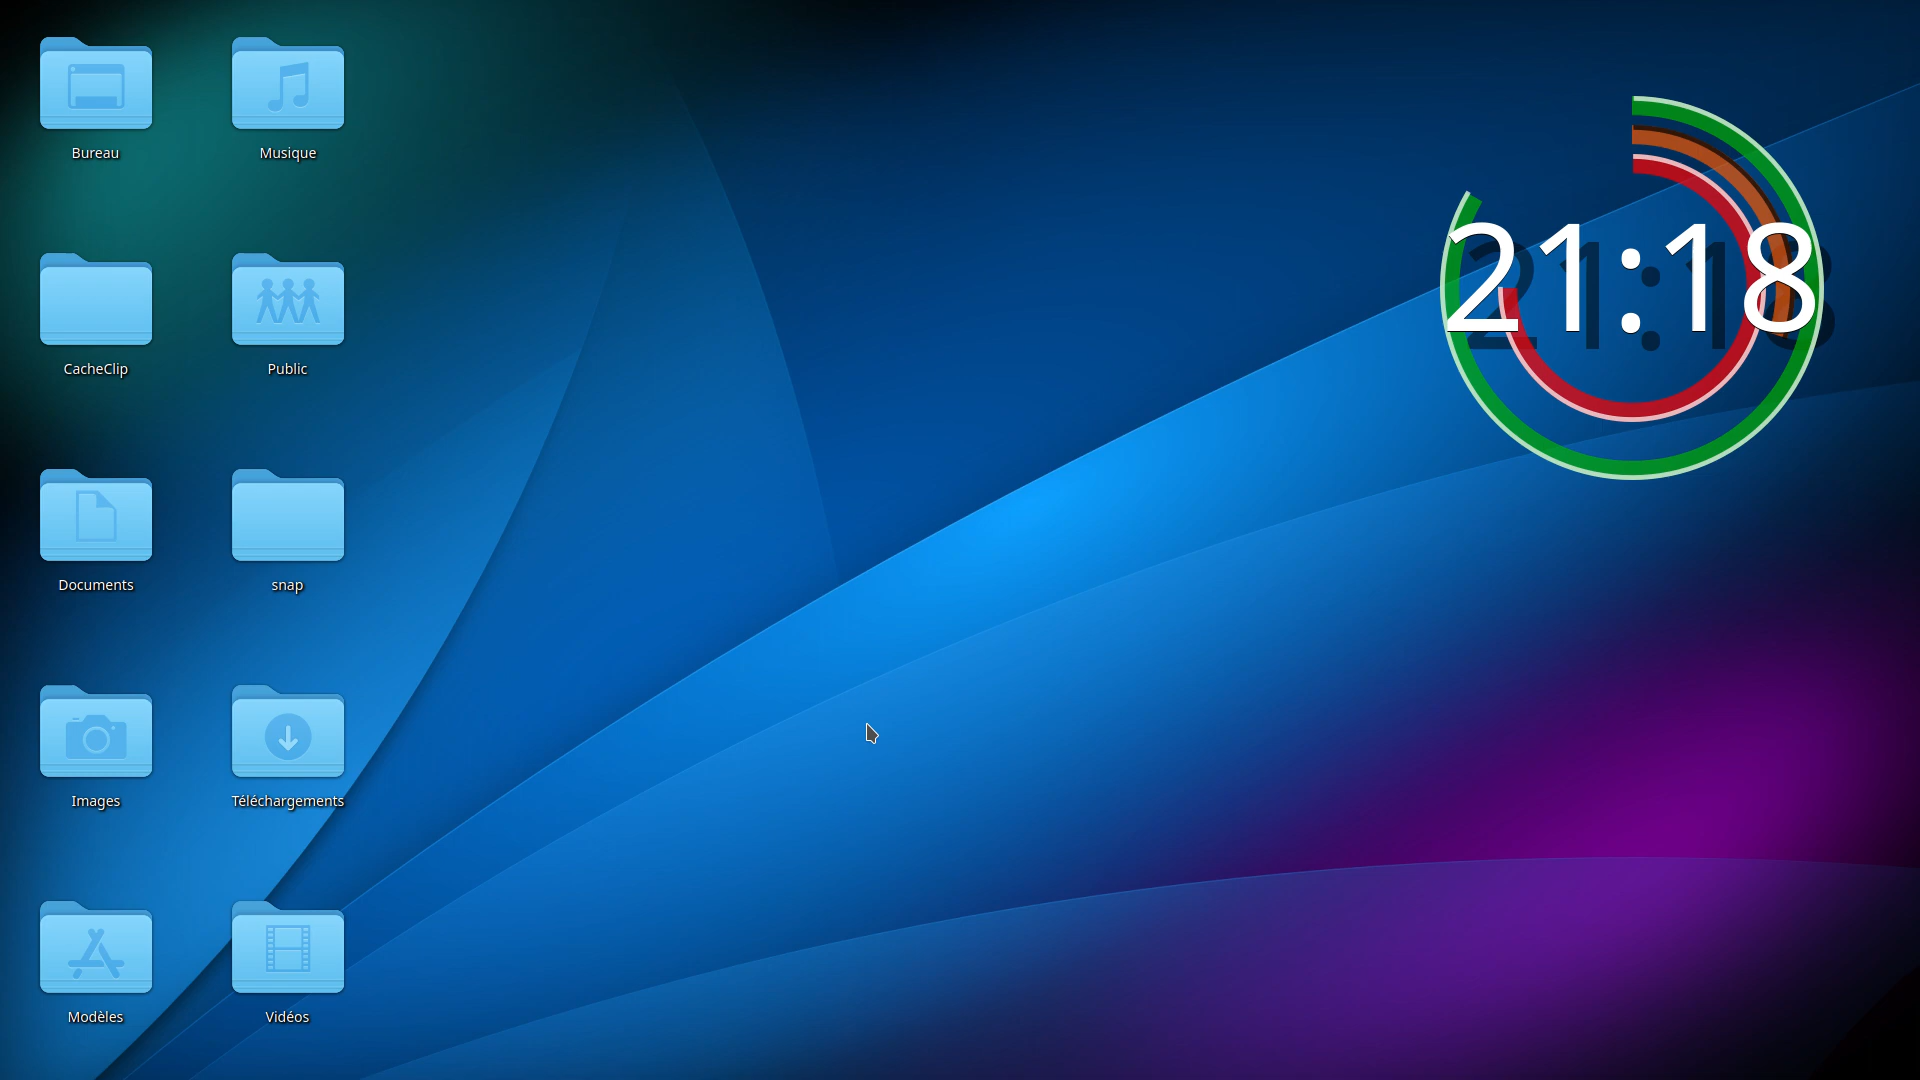 Bureau
Musique
CacheClip
Public
Documents
snap
Images
Téléchargements
Modèles
Vidéos
21:18